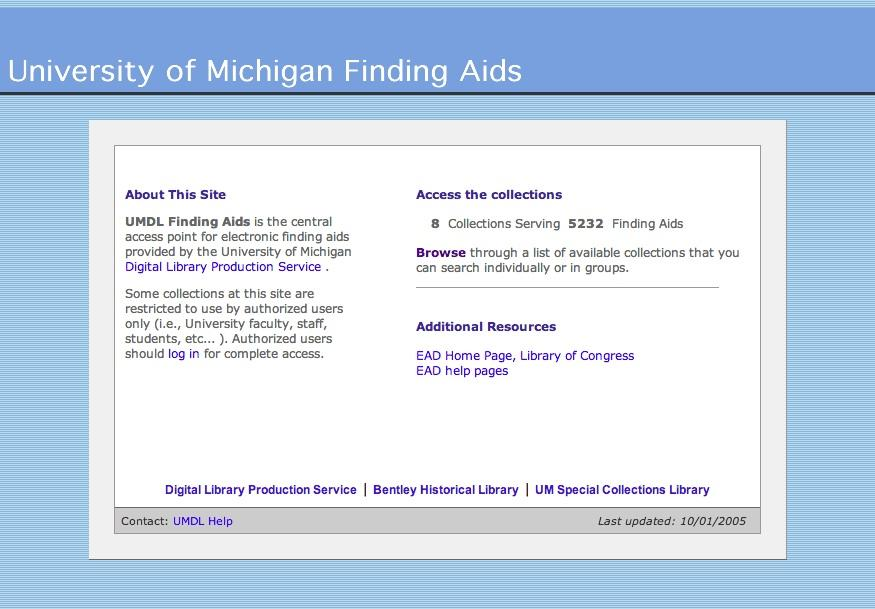 University of Michigan Finding Aids
About This Site
UMDL Finding Aids is the central
access point for electronic finding aids
provided by the University of Michigan
Digital Library Production Service .
Some collections at this site are
restricted to use by authorized users
only (i.e., University faculty, staff,
students, etc... ). Authorized users
should log in for complete access.
Access the collections
8 Collections Serving 5232 Finding Aids
Browse through a list of available collections that you
can search individually or in groups.
Additional Resources
EAD Home Page, Library of Congress
EAD help pages
Digital Library Production Service | Bentley Historical Library | UM Special Collections Library
Contact: UMDL Help
Last updated: 10/01/2005